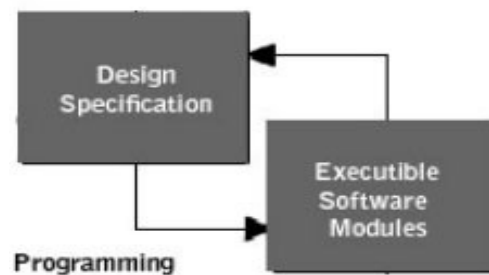 Design
Specification
Executible
Software
Modules
Programming